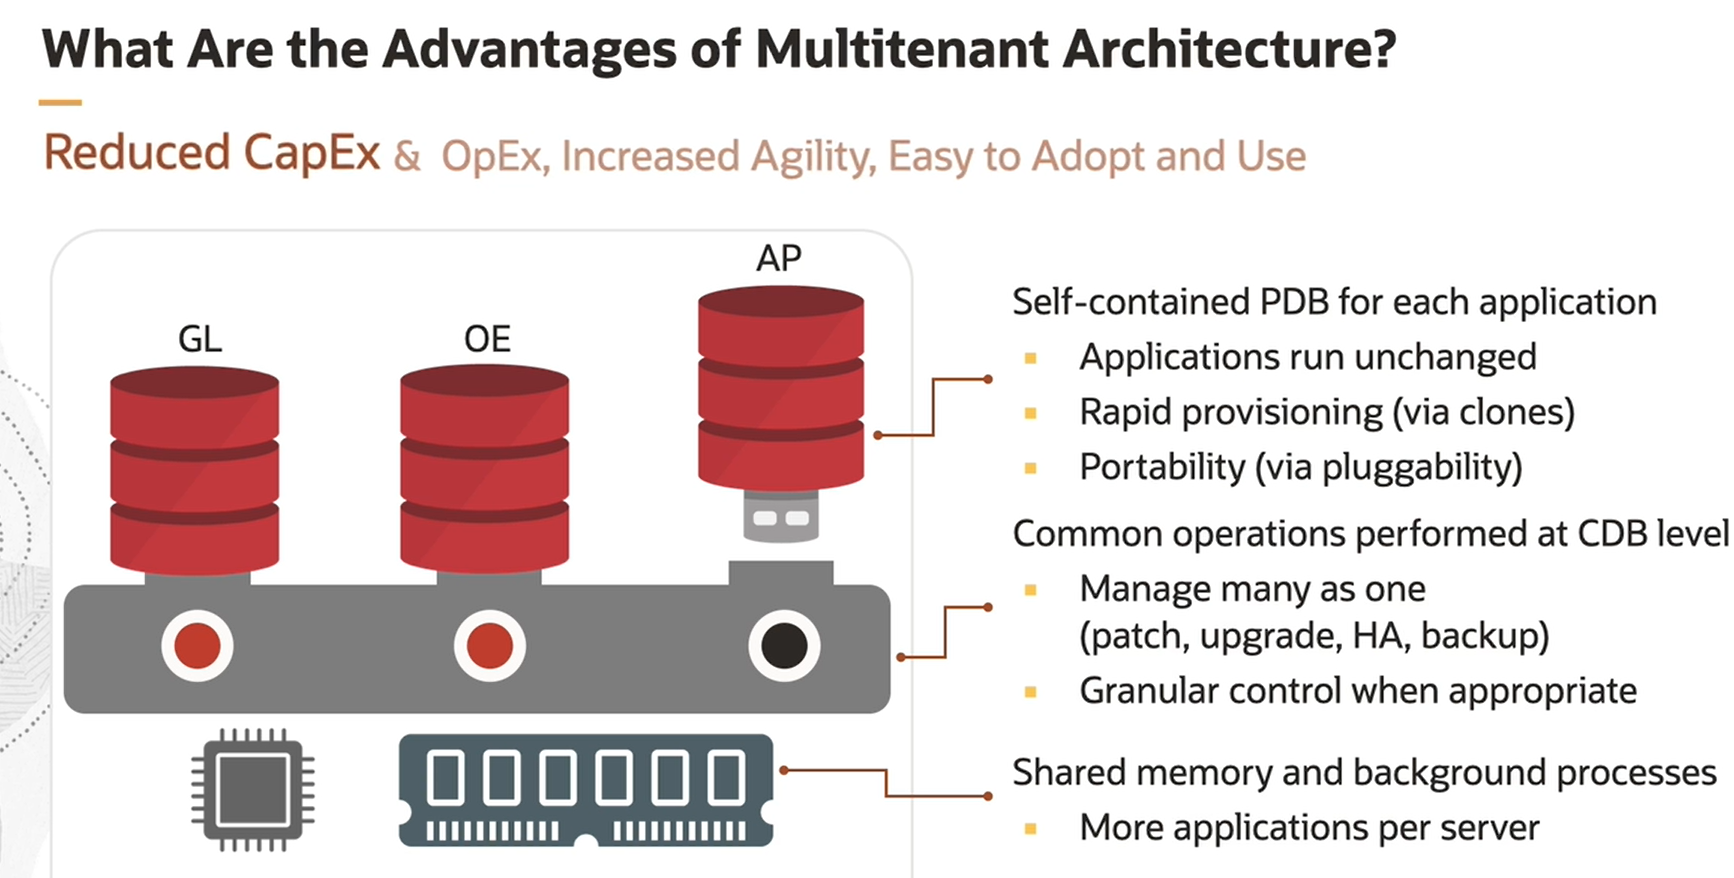 What Are the Advantages of Multitenant Architecture?
Reduced CapEx & OpEx, Increased Agility, Easy to Adopt and Use
AP
GL
OE
Self-contained PDB for each application
Applications run unchanged
Rapid provisioning (via clones)
Portability (via pluggability)
Common operations performed at CDB level
Manage many as one
(patch, upgrade, HA, backup)
Granular control when appropriate
Shared memory and background processes
More applications per server